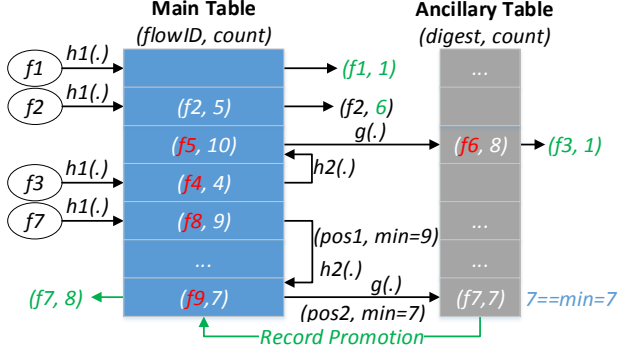 Main Table
Ancillary Table
(flowID, count)
(digest, count)
f1
h1(.)
(f1, 1)
...
f2
h1(.)
(f2, 5)
(f2, 6)
(f5, 10)
g(.)
(f6, 8)
(f3, 1)
h2(.)
f3
h1(.)
(f4, 4)
f7
h1(.)
(f8, 9)
(pos1, min=9)
...
...
h2(.)
...
(f7, 8)
(f9,7)
g(.)
(f7,7)
7==min=7
(pos2, min=7)
Record Promotion